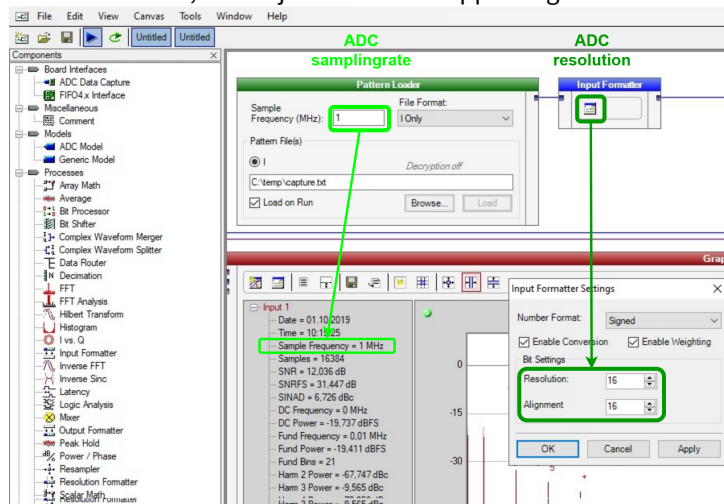 File Edit View Canvas Tools Window Help
Untitled Untitled
ADC
samplingrate
ADC
resolution
Components
Board Interfaces
ADC Data Capture
FIFO4.x Interface
Miscellaneous
Comment
Models
ADC Model
Generic Model
Processes
Array Math
Average
Bit Processor
Bit Shifter
Complex Waveform Merger
Complex Waveform Splitter
Data Router
Decimation
FFT
FFT Analysis
Hilbert Transform
Histogram
I vs. Q
Input Formatter
Inverse FFT
Inverse Sinc
Latency
Logic Analysis
Mixer
Output Formatter
Peak Hold
Power / Phase
Resampler
Resolution Formatter
Scalar Math
Pattern Loader
Sample
Frequency (MHz): 1
File Format:
I Only
Pattern File(s)
I
Decryption off
C:\temp\capture.txt
Load on Run Browse... Load
Input Formatter
Input 1
Date = 01.10.2019
Sample Frequency = 1 MHz
Samples = 16384
SNR = 12,036 dB
SNRFS = 31,447 dB
SINAD = 6,726 dBc
DC Frequency = 0 MHz
DC Power = -19,737 dBFS
Fund Frequency = 0.01 MHz
Fund Power = -19,411 dBFS
Fund Bins = 21
Harm 2 Power = -67,747 dBc
Harm 3 Power = -9,565 dBc
0
-15
-30
5
Input Formatter Settings
Number Format: Signed
Enable Conversion Enable Weighting
Bit Settings
Resolution: 16
Alignment 16
OK Cancel Apply